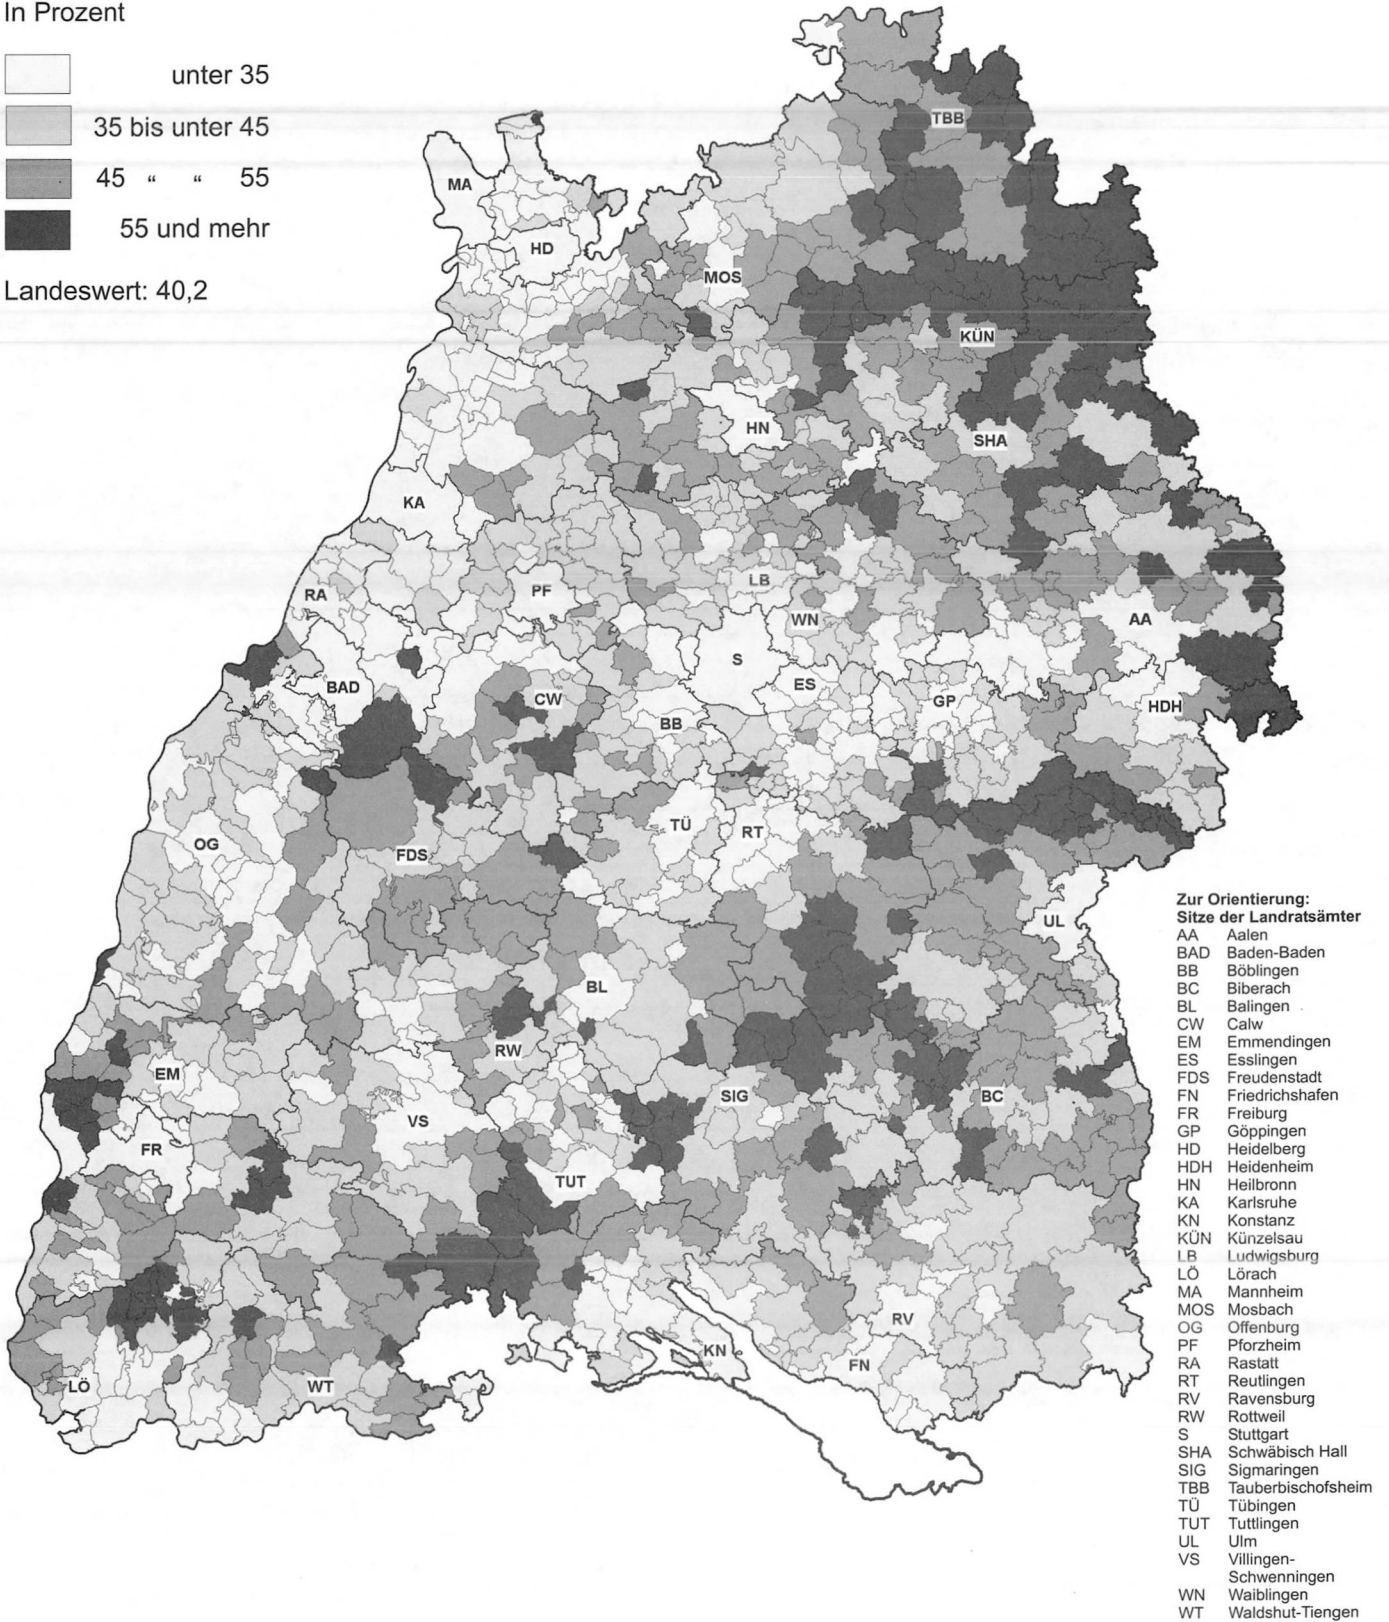 In Prozent
unter 35
35 bis unter 45
45 “ “ 55
55 und mehr
Landeswert: 40,2
TBB
MA
HD
MOS
KÜN
HN
SHA
KA
LB
PF
RA
WN
AA
S
ES
BAD
CW
GP
HDH
BB
TÜ
RT
OG
FDS
UL
BL
RW
EM
SIG
BC
VS
FR
TUT
RV
KN
FN
LÖ
WT
Zur Orientierung:
Sitze der Landratsämter
AA Aalen
BAD Baden-Baden
BB Böblingen
BC Biberach
BL Balingen
CW Calw
EM Emmendingen
ES Esslingen
FDS Freudenstadt
FN Friedrichshafen
FR Freiburg
GP Göppingen
HD Heidelberg
HDH Heidenheim
HN Heilbronn
KA Karlsruhe
KN Konstanz
KÜN Künzelsau
LB Ludwigsburg
LÖ Lörach
MA Mannheim
MOS Mosbach
OG Offenburg
PF Pforzheim
RA Rastatt
RT Reutlingen
RV Ravensburg
RW Rottweil
S Stuttgart
SHA Schwäbisch Hall
SIG Sigmaringen
TBB Tauberbischofsheim
TÜ Tübingen
TUT Tuttlingen
UL Ulm
VS Villingen-
Schwenningen
WN Waiblingen
WT Waldshut-Tiengen